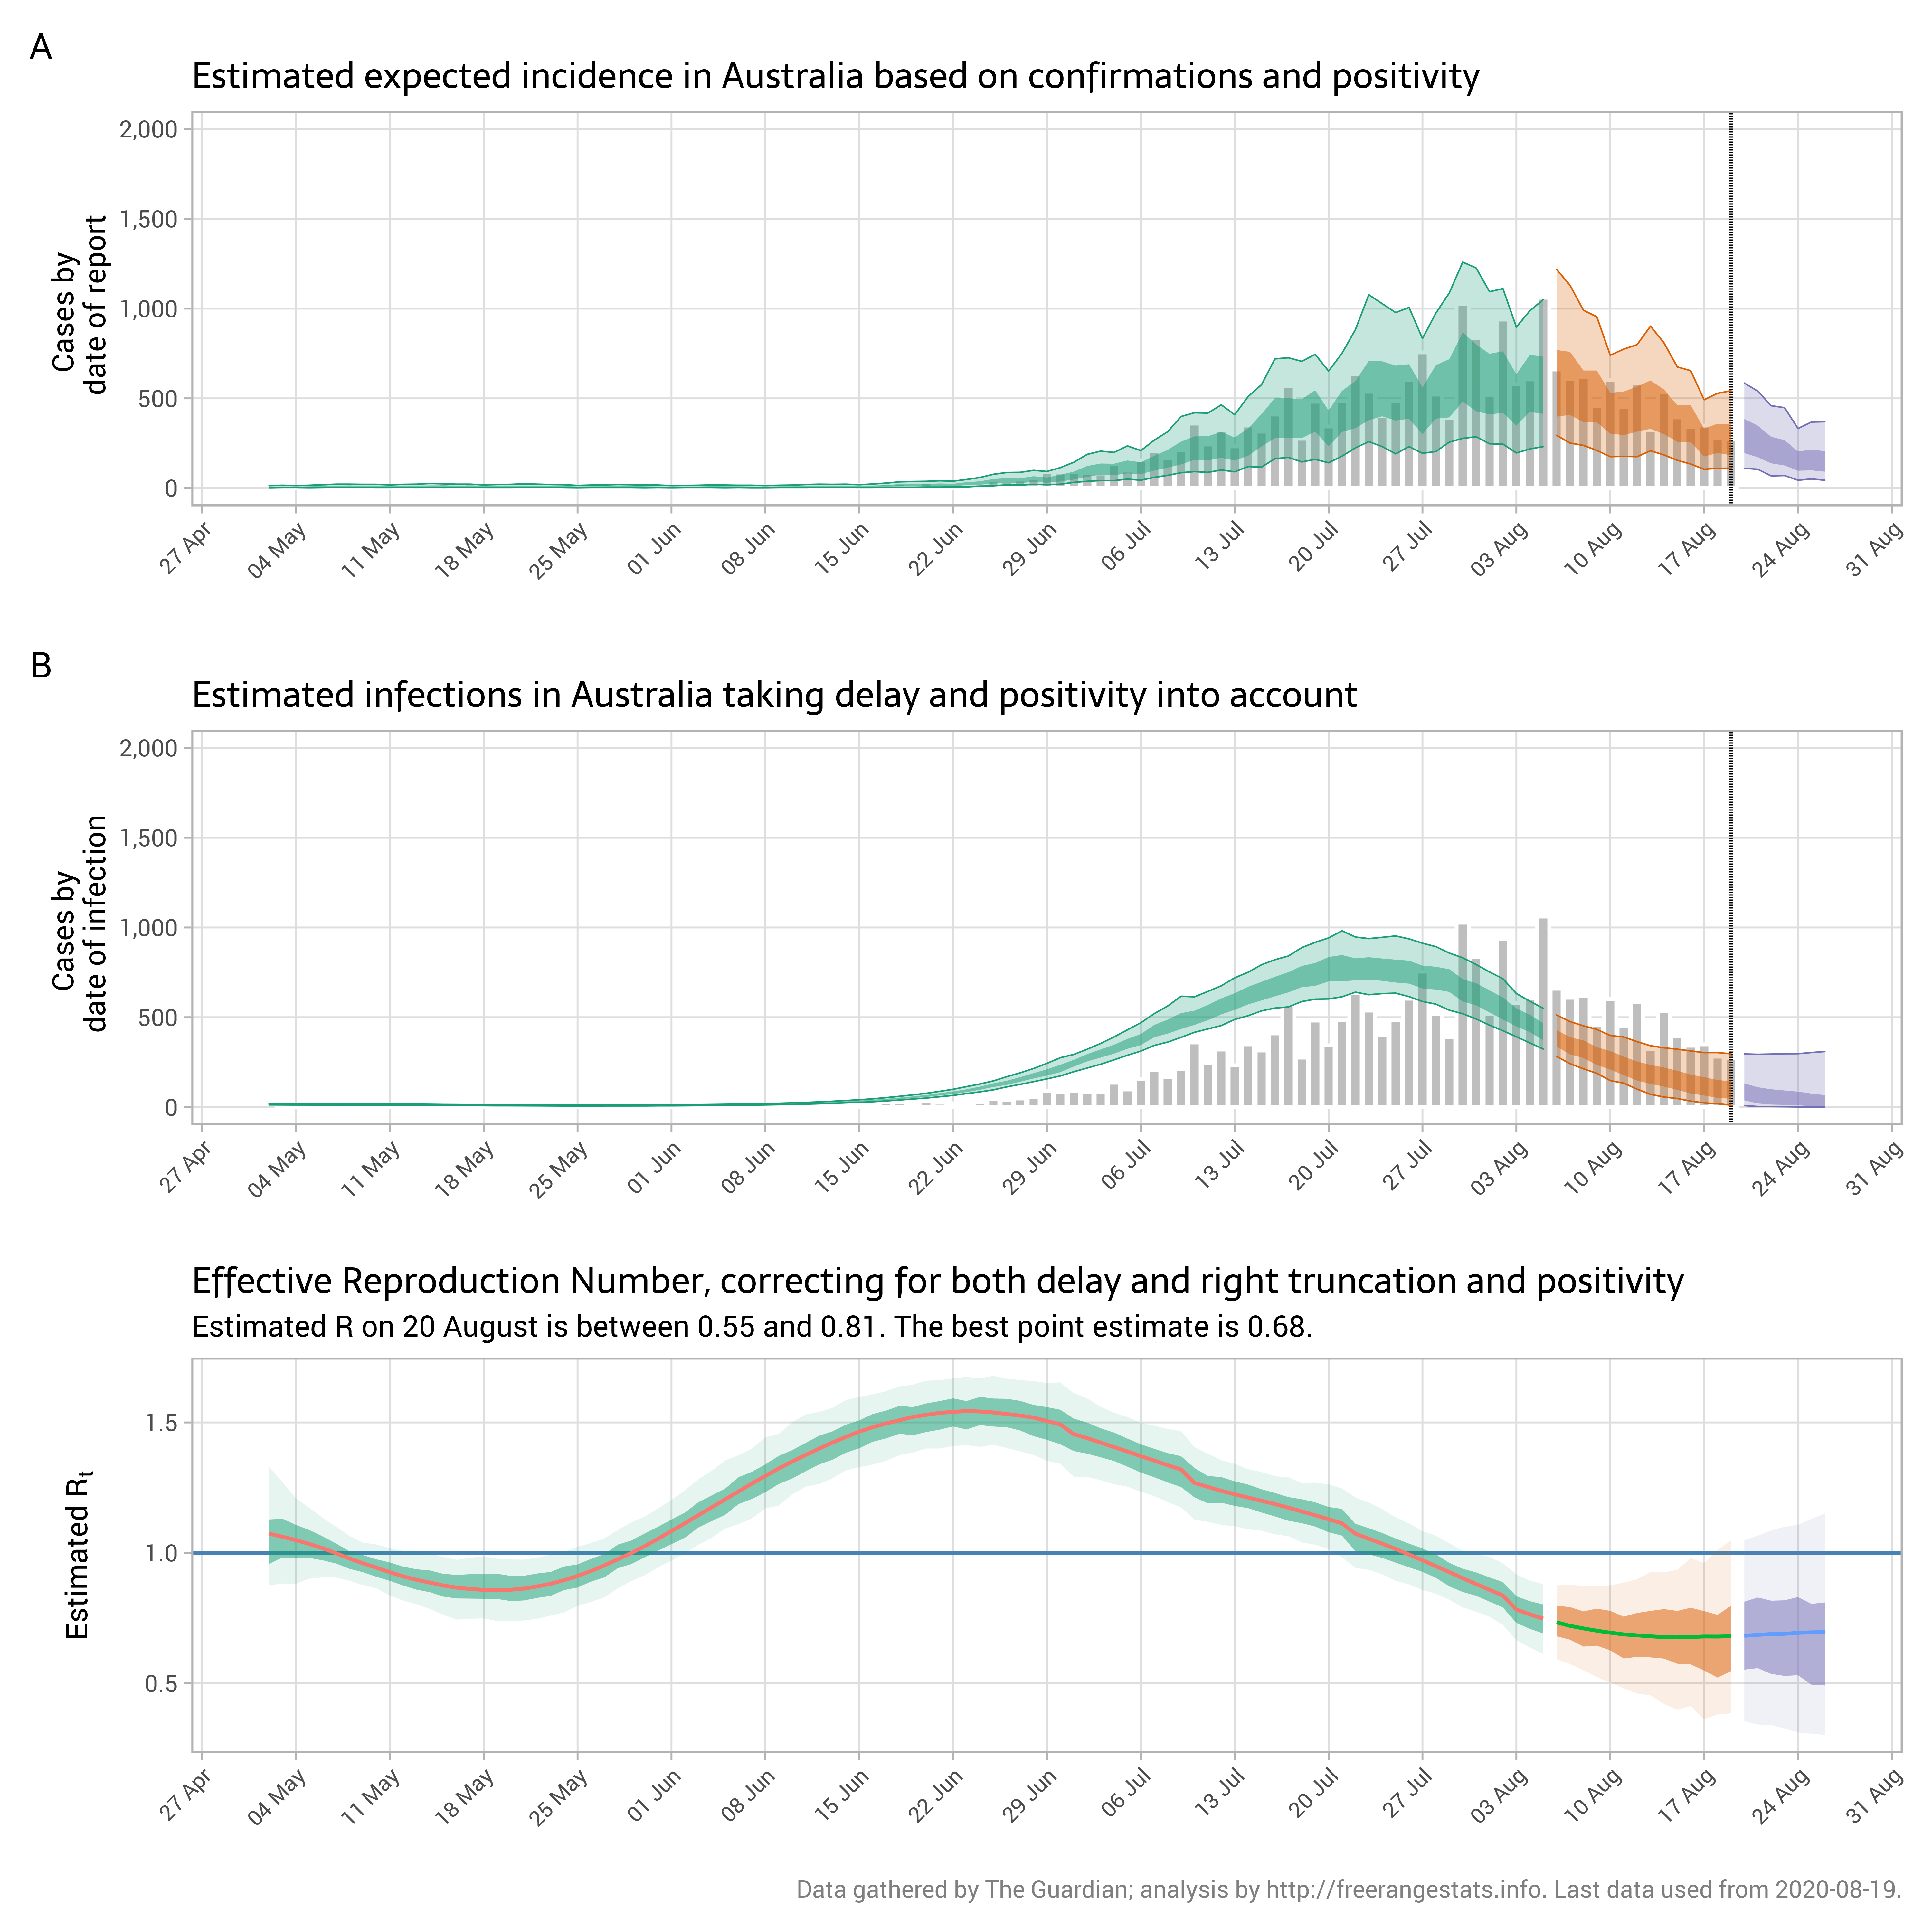 A
Estimated expected incidence in Australia based on confirmations and positivity
2,000
1,500
1,000
500
0
Cases by
date of report
27 Apr
04 May
11 May
18 May
25 May
01 Jun
08 Jun
15 Jun
22 Jun
29 Jun
06 Jul
13 Jul
20 Jul
27 Jul
03 Aug
10 Aug
17 Aug
24 Aug
31 Aug
B
Estimated infections in Australia taking delay and positivity into account
2,000
1,500
1,000
500
0
Cases by
date of infection
27 Apr
04 May
11 May
18 May
25 May
01 Jun
08 Jun
15 Jun
22 Jun
29 Jun
06 Jul
13 Jul
20 Jul
27 Jul
03 Aug
10 Aug
17 Aug
24 Aug
31 Aug
Effective Reproduction Number, correcting for both delay and right truncation and positivity
Estimated R on 20 August is between 0.55 and 0.81. The best point estimate is 0.68.
1.5
1.0
0.5
Estimated Rt
27 Apr
04 May
11 May
18 May
25 May
01 Jun
08 Jun
15 Jun
22 Jun
29 Jun
06 Jul
13 Jul
20 Jul
27 Jul
03 Aug
10 Aug
17 Aug
24 Aug
31 Aug
Data gathered by The Guardian; analysis by http://freerangestats.info. Last data used from 2020-08-19.